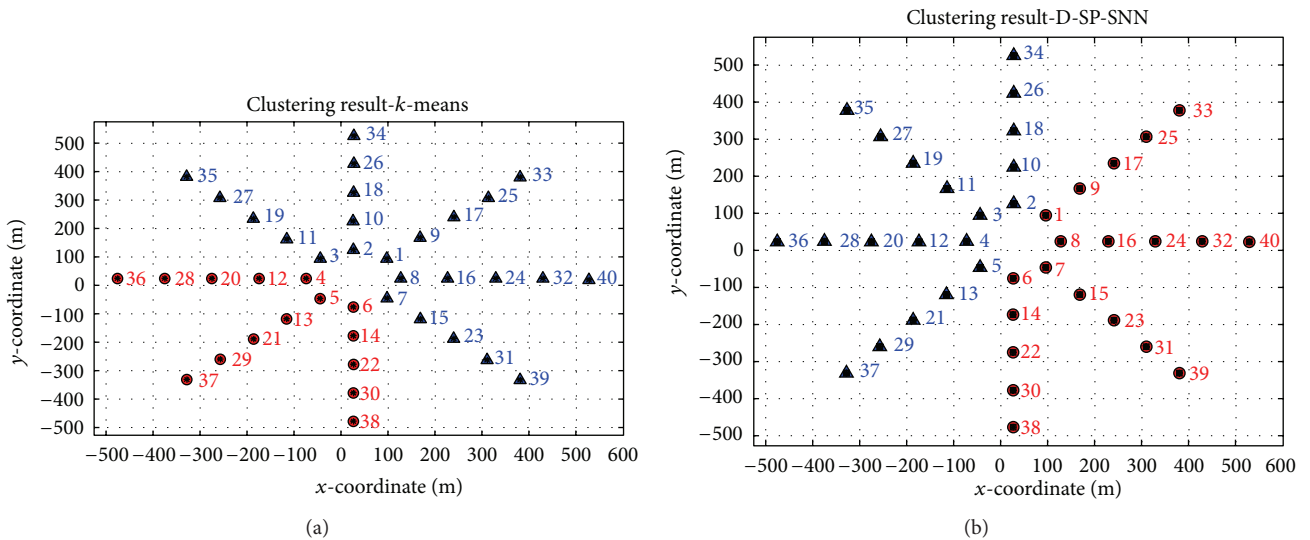 Clustering result-k-means
500
400
300
200
100
0
−100
−200
−300
−400
−500
y-coordinate (m)
34
35 26 33
27 18 25
19 10 17
11 9
3 2 1
36 28 20 12 4 8 16 24 32 40
5 6 7
13 14 15
21 23
29 22 31
37 30 39
38
−500 −400 −300 −200 −100 0 100 200 300 400 500 600
x-coordinate (m)
(a)
Clustering result-D-SP-SNN
500
400
300
200
100
0
−100
−200
−300
−400
−500
y-coordinate (m)
34
35 26 33
27 18 25
19 10 17
11 9
3 2 1
36 28 20 12 4 8 16 24 32 40
5 6 7
13 14 15
21 23
29 22 31
37 30 39
38
−500 −400 −300 −200 −100 0 100 200 300 400 500 600
x-coordinate (m)
(b)